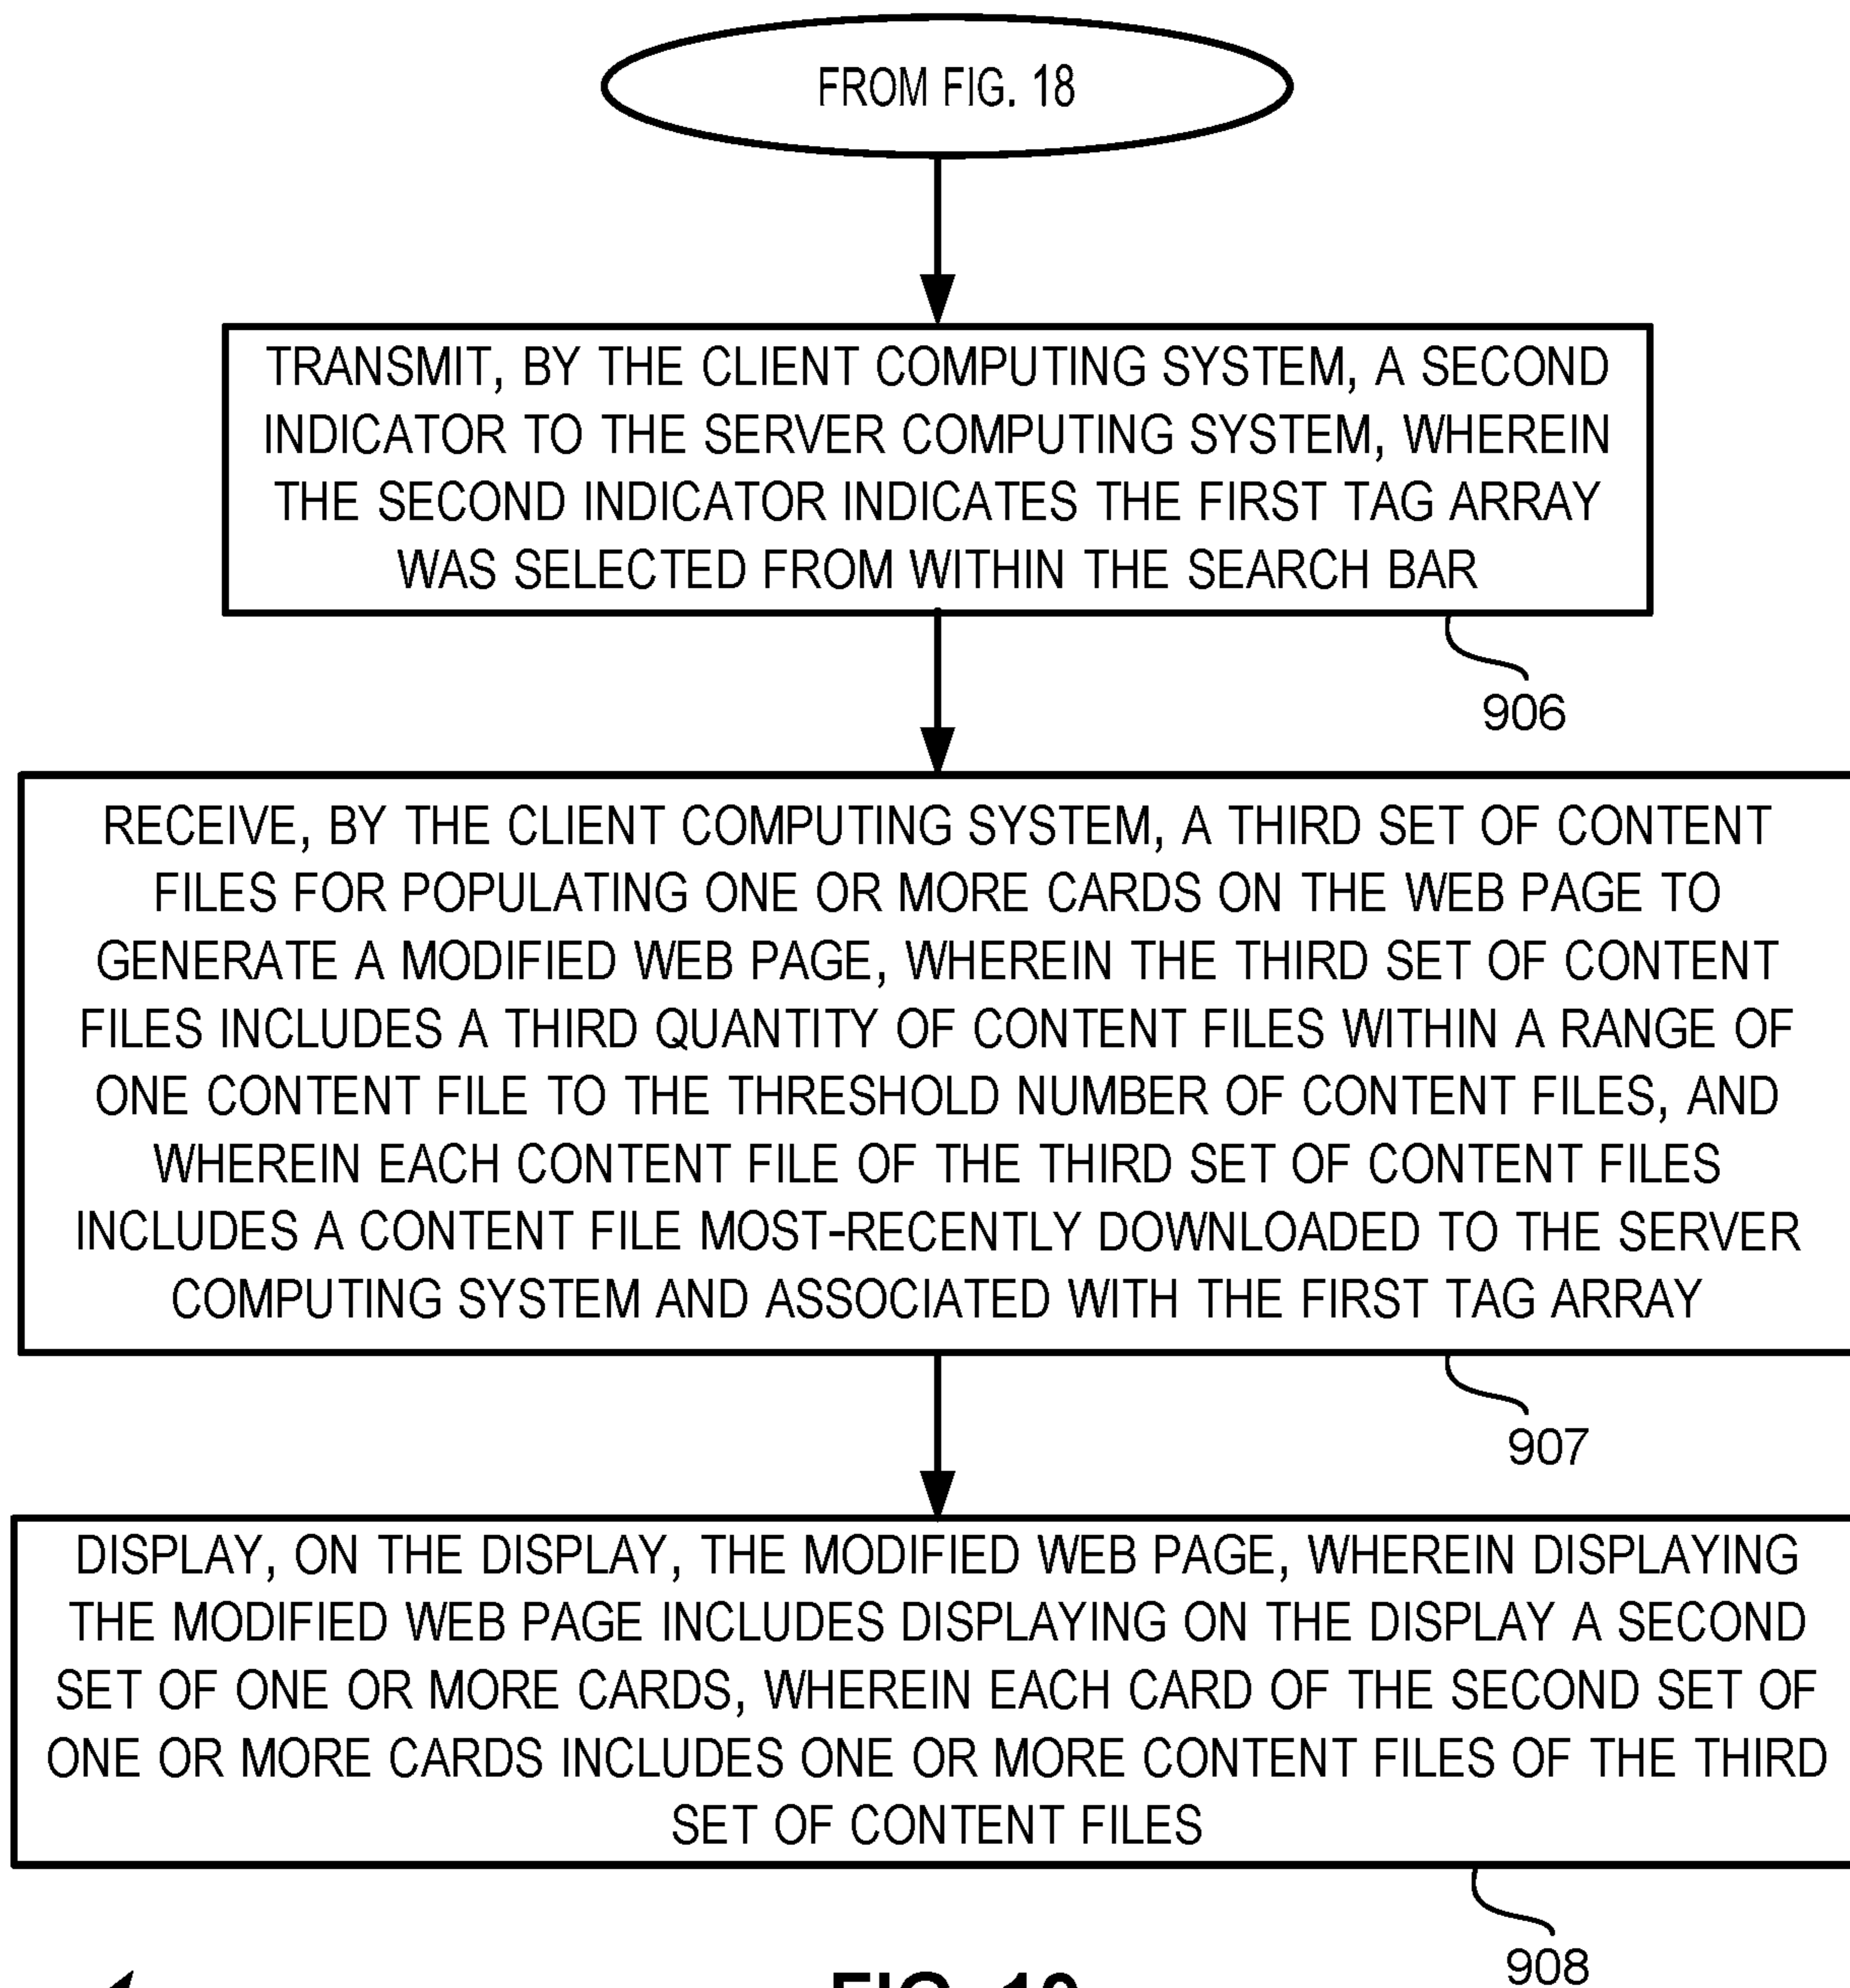 FROM FIG. 18
TRANSMIT, BY THE CLIENT COMPUTING SYSTEM, A SECOND
INDICATOR TO THE SERVER COMPUTING SYSTEM, WHEREIN
THE SECOND INDICATOR INDICATES THE FIRST TAG ARRAY
WAS SELECTED FROM WITHIN THE SEARCH BAR
906
RECEIVE, BY THE CLIENT COMPUTING SYSTEM, A THIRD SET OF CONTENT
FILES FOR POPULATING ONE OR MORE CARDS ON THE WEB PAGE TO
GENERATE A MODIFIED WEB PAGE, WHEREIN THE THIRD SET OF CONTENT
FILES INCLUDES A THIRD QUANTITY OF CONTENT FILES WITHIN A RANGE OF
ONE CONTENT FILE TO THE THRESHOLD NUMBER OF CONTENT FILES, AND
WHEREIN EACH CONTENT FILE OF THE THIRD SET OF CONTENT FILES
INCLUDES A CONTENT FILE MOST-RECENTLY DOWNLOADED TO THE SERVER
COMPUTING SYSTEM AND ASSOCIATED WITH THE FIRST TAG ARRAY
907
DISPLAY, ON THE DISPLAY, THE MODIFIED WEB PAGE, WHEREIN DISPLAYING
THE MODIFIED WEB PAGE INCLUDES DISPLAYING ON THE DISPLAY A SECOND
SET OF ONE OR MORE CARDS, WHEREIN EACH CARD OF THE SECOND SET OF
ONE OR MORE CARDS INCLUDES ONE OR MORE CONTENT FILES OF THE THIRD
SET OF CONTENT FILES
908
FIG.